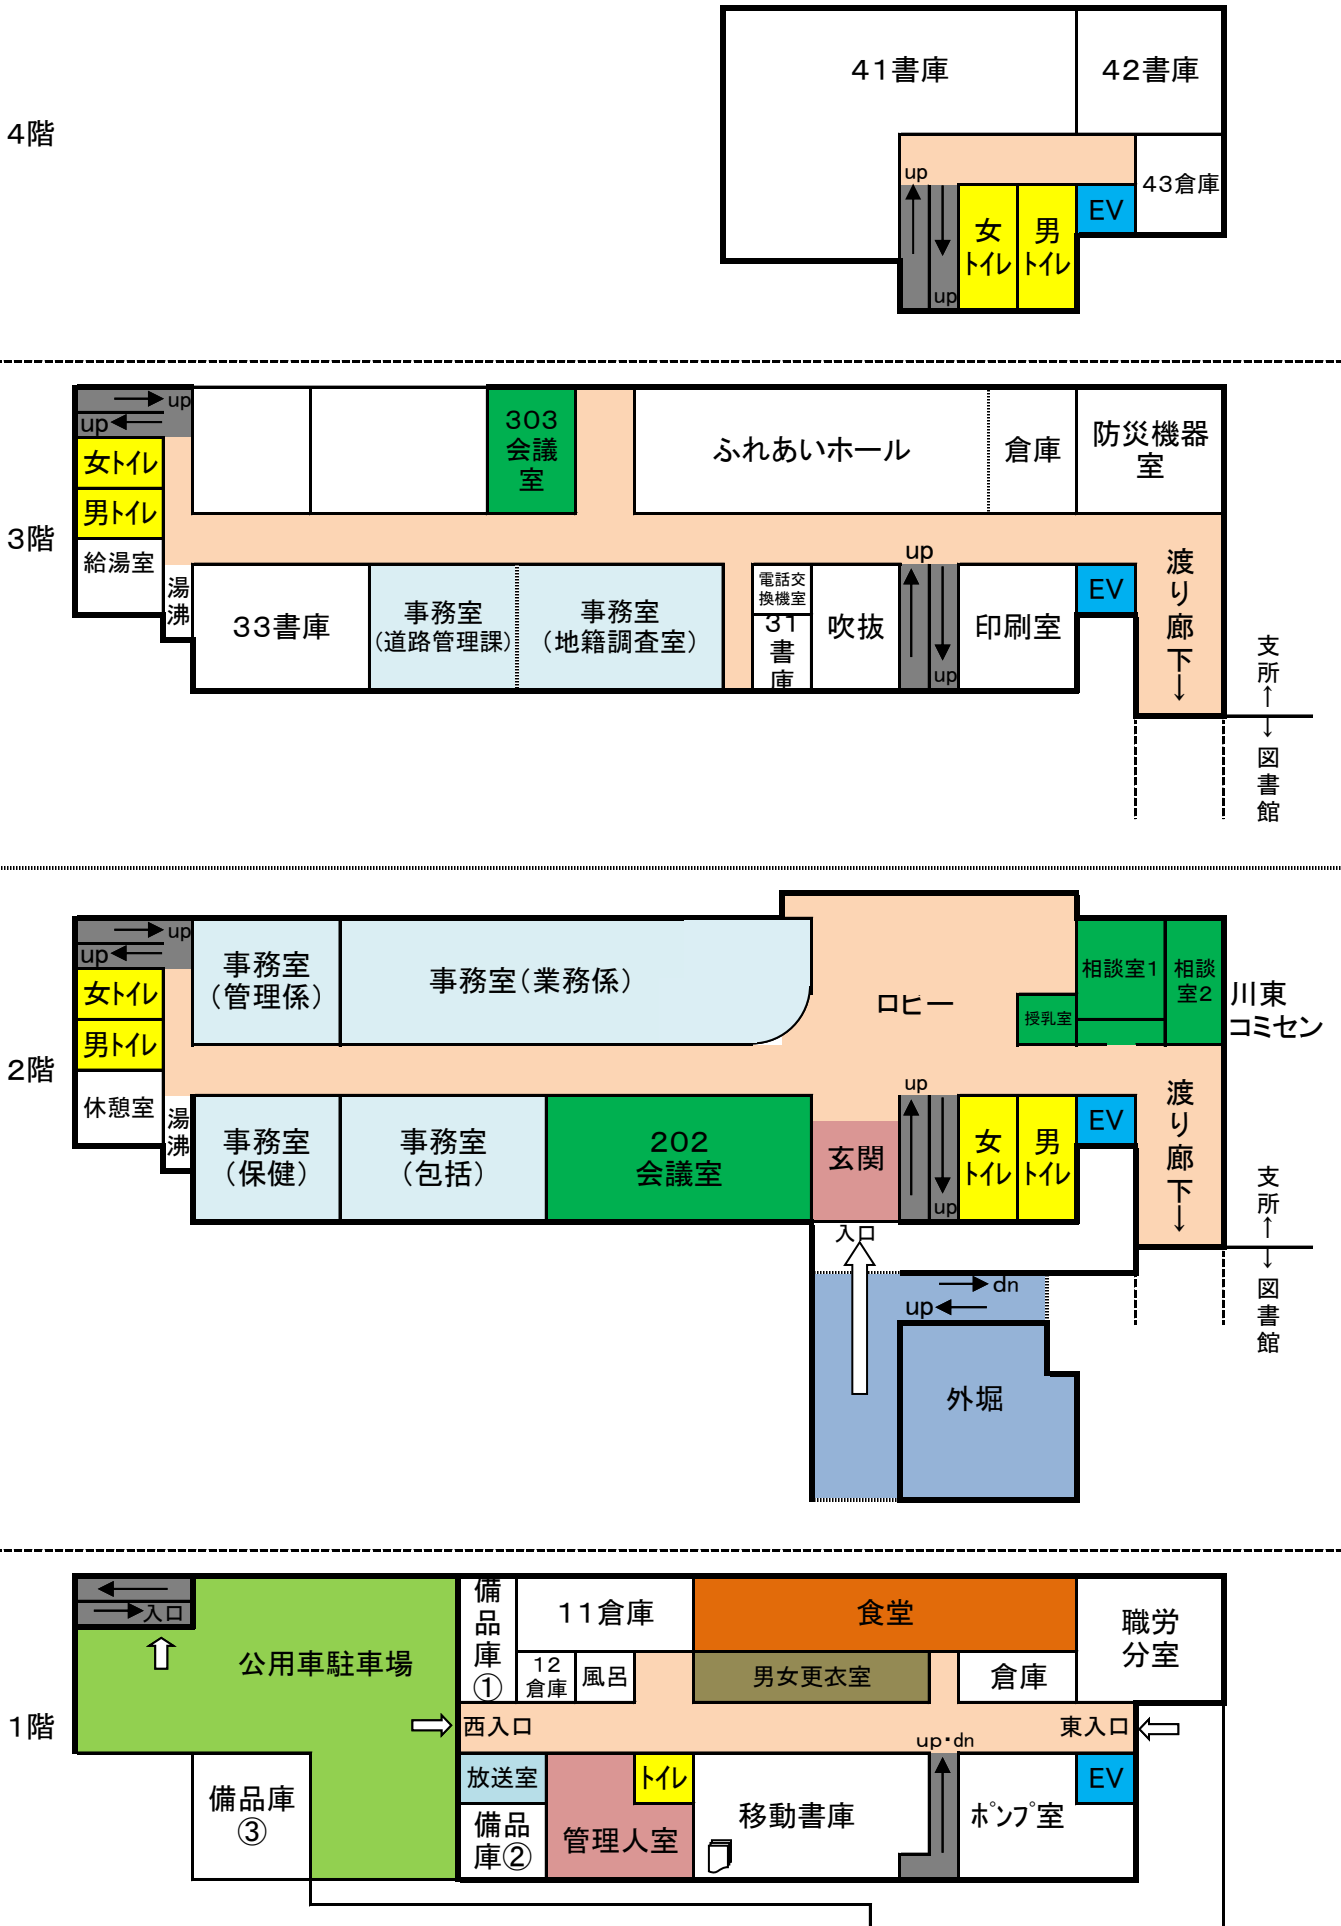 41書庫
42書庫
4階
43倉庫
up
EV
女
トイレ
男
トイレ
up
up
up
303
会議
室
ふれあいホール
倉庫
防災機器
室
女トイレ
男トイレ
3階
給湯室
湯
沸
33書庫
事務室
(道路管理課)
事務室
(地籍調査室)
電話交
換機室
31
書
庫
吹抜
up
up
印刷室
EV
渡
り
廊
下
↓
支
所
↑
↓
図
書
館
up
up
事務室
(管理係)
事務室(業務係)
ロビー
相談室1
相談
室2
授乳室
川東
コミセン
女トイレ
男トイレ
2階
休憩室
湯
沸
事務室
(保健)
事務室
(包括)
202
会議室
玄関
up
up
女
トイレ
男
トイレ
EV
渡
り
廊
下
↓
支
所
↑
↓
図
書
館
入口
dn
up
外堀
入口
公用車駐車場
備
品
庫
①
11倉庫
食堂
職労
分室
12
倉庫
風呂
男女更衣室
倉庫
1階
西入口
東入口
up・dn
放送室
トイレ
EV
備品庫
③
備品
庫②
管理人室
移動書庫
ポンプ室